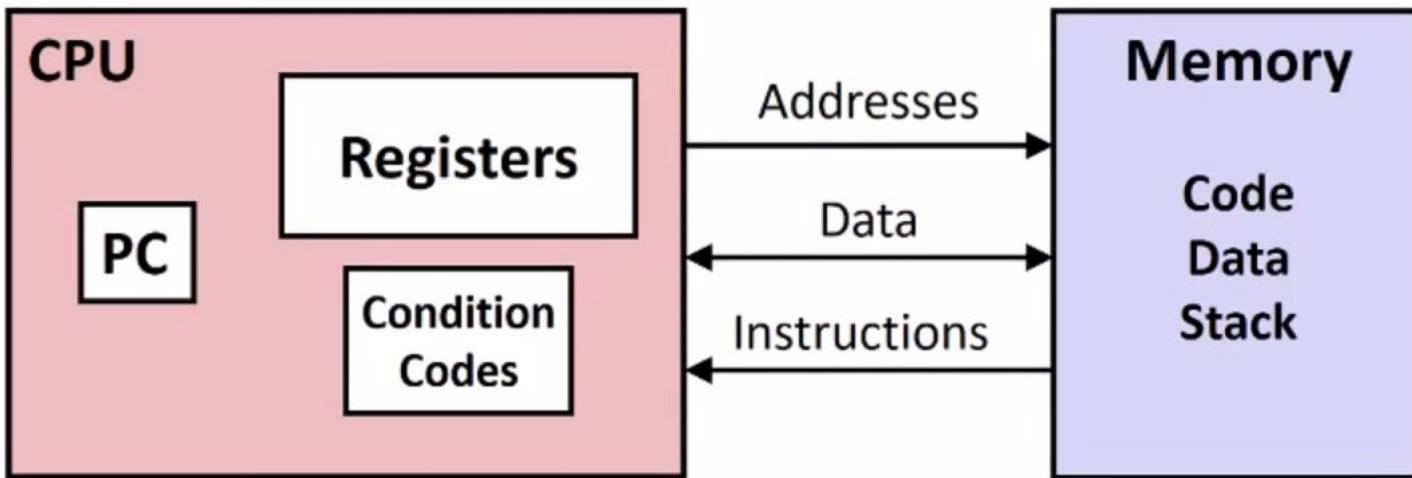 CPU
Registers
PC
Condition
Codes
Addresses
Data
Instructions
Memory
Code
Data
Stack